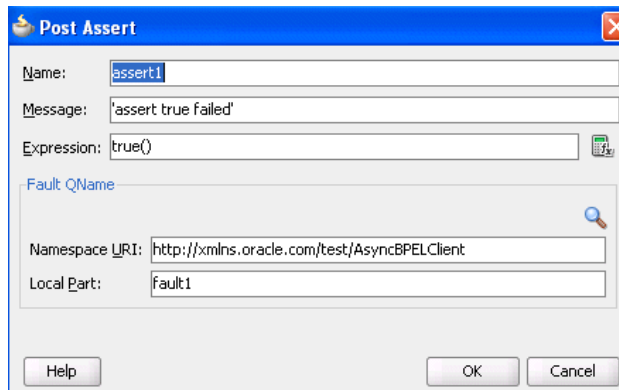 Post Assert
Name: assert1
Message: 'assert true failed'
Expression: true()
Fault QName
Namespace URI: http://xmlns.oracle.com/test/AsyncBPELClient
Local Part: fault1
Help OK Cancel